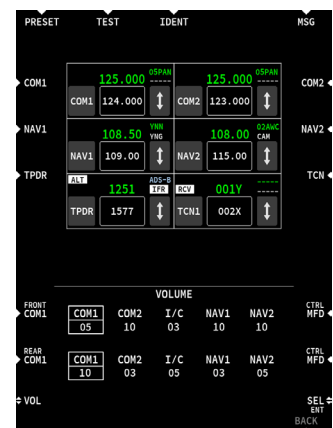 PRESET TEST IDENT MSG
05PAN 05PAN
125.000 ----- 125.000 -----
COM1 COM2
COM1 124.000 COM2 123.000
NAV1 YNN 02AWC NAV2
108.50 YNG 108.00 CAM
NAV1 109.00 NAV2 115.00
TPDR ALT ADS-B ----- TCN
1251 IFR RCV 001Y -----
TPDR 1577 TCN1 002X
VOLUME
FRONT CTRL
COM1 COM1 COM2 I/C NAV1 NAV2 MFD
05 10 03 10 10
REAR CTRL
COM1 COM1 COM2 I/C NAV1 NAV2 MFD
10 03 05 03 05
VOL SEL
ENT
BACK